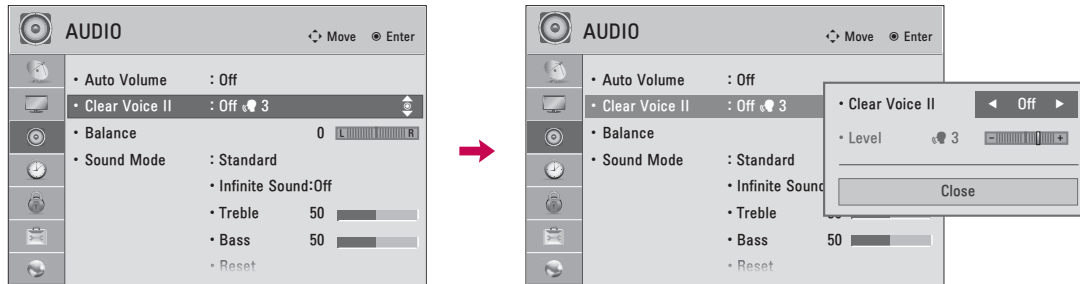 AUDIO
Move Enter
• Auto Volume : Off
• Clear Voice II : Off 3
• Balance 0 L R
• Sound Mode : Standard
• Infinite Sound:Off
• Treble 50
• Bass 50
• Reset
AUDIO
Move Enter
• Auto Volume : Off
• Clear Voice II : Off 3
• Balance
• Sound Mode : Standard
• Infinite Sound
• Treble
• Bass 50
• Reset
• Clear Voice II ◀ Off ▶
• Level 3 - +
Close